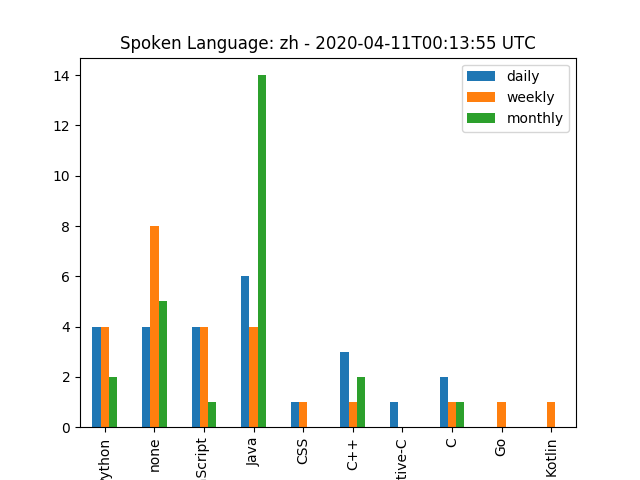 Spoken Language: zh - 2020-04-11T00:13:55 UTC
daily
weekly
monthly
14
12
10
8
6
4
2
0
ython
none
Script
Java
CSS
C++
tive-C
C
Go
Kotlin